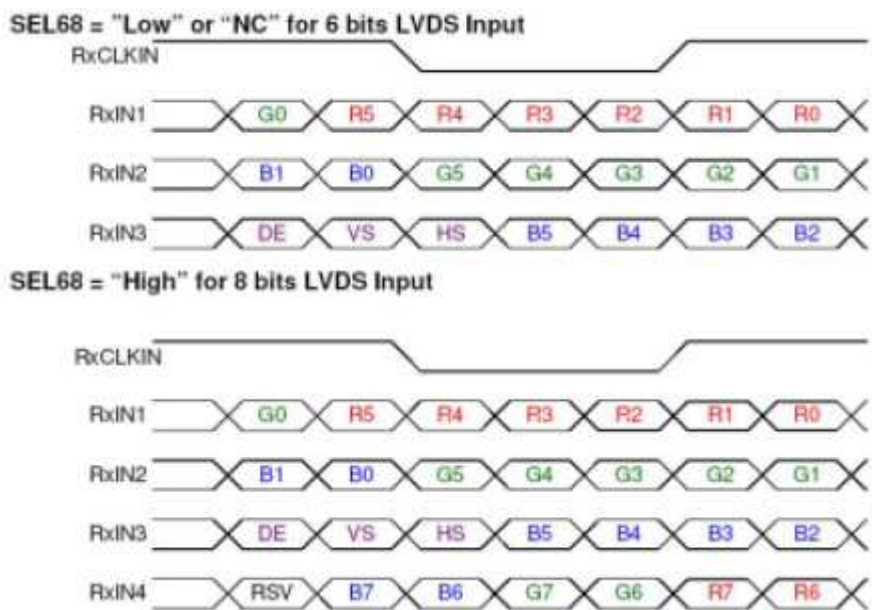 SEL68 = "Low" or “NC” for 6 bits LVDS Input
RxCLKIN
RxIN1 G0 R5 R4 R3 R2 R1 R0
RxIN2 B1 B0 G5 G4 G3 G2 G1
RxIN3 DE VS HS B5 B4 B3 B2
SEL68 = “High” for 8 bits LVDS Input
RxCLKIN
RxIN1 G0 R5 R4 R3 R2 R1 R0
RxIN2 B1 B0 G5 G4 G3 G2 G1
RxIN3 DE VS HS B5 B4 B3 B2
RxIN4 RSV B7 B6 G7 G6 R7 R6